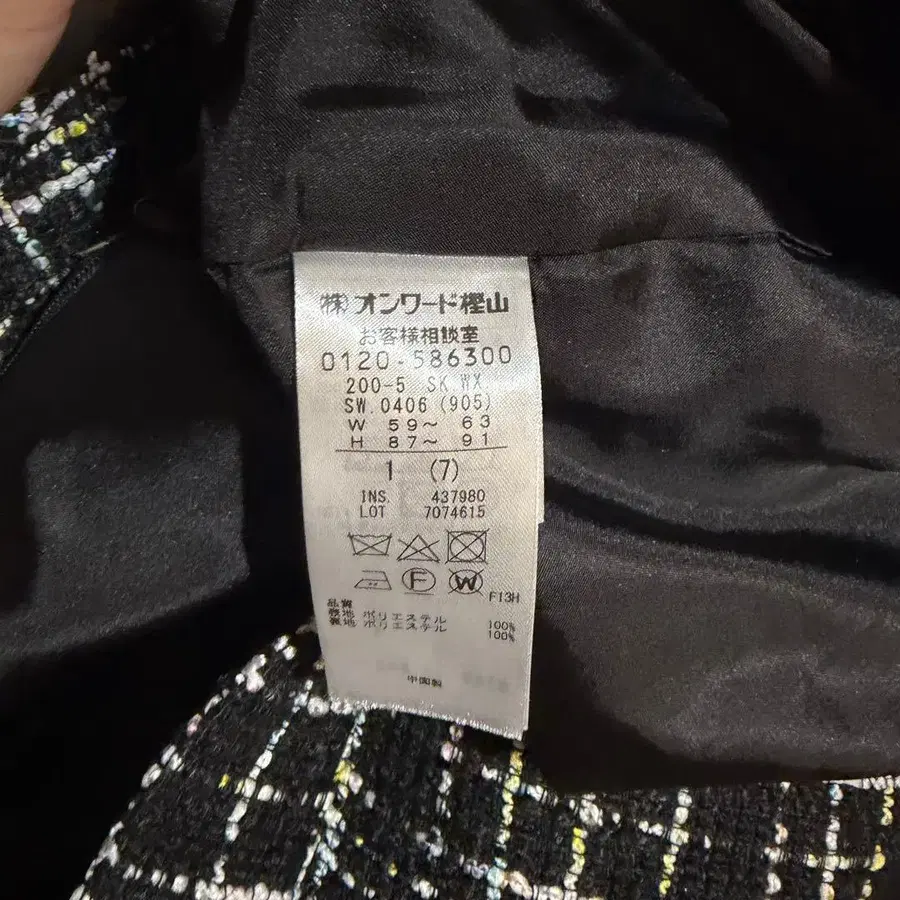 ㈱オンワード樫山
お客様相談室
0120-586300
200-5 SK.WX
SW.0406 (905)
W 59〜 63
H 87〜 91
1 (7)
INS. 437980
LOT 7074615
F W F13H
品質
表地 ポリエステル 100%
裏地 ポリエステル 100%
中国製